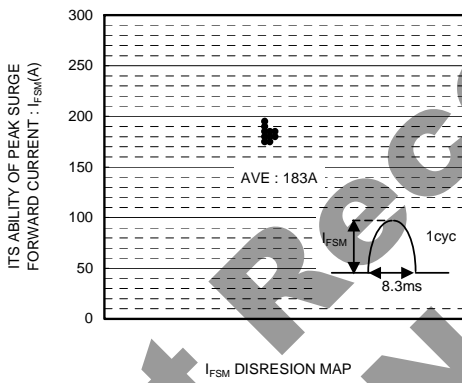 ITS ABILITY OF PEAK SURGE
FORWARD CURRENT : IFSM(A)
300
250
200
150
100
50
0
AVE : 183A
IFSM
1cyc
8.3ms
IFSM DISRESION MAP
t Reco
N